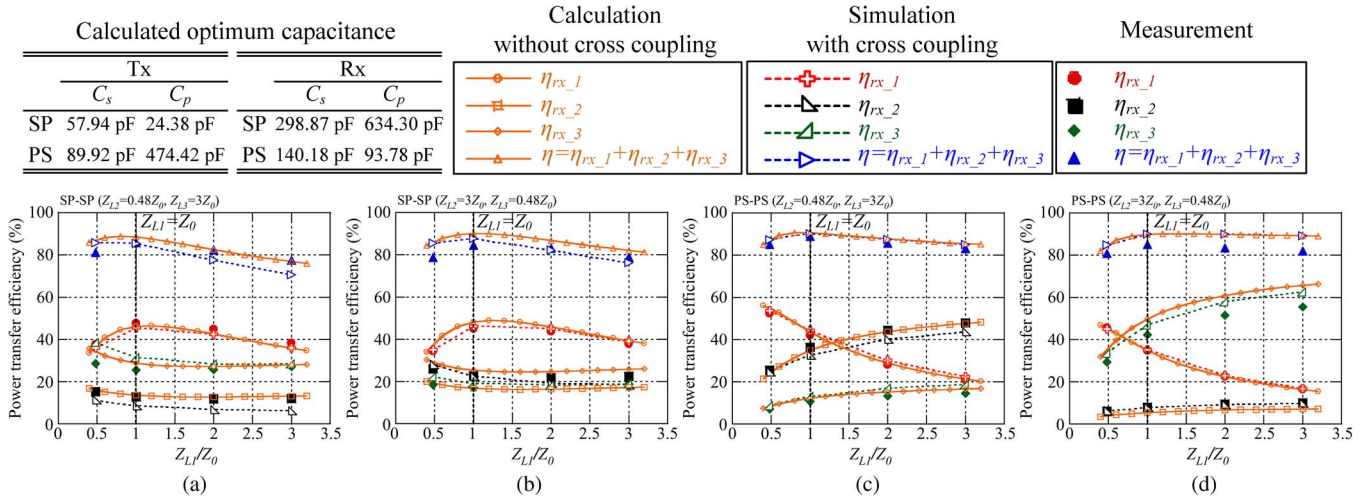 Calculated optimum capacitance
Tx Rx
C_s C_p C_s C_p
SP 57.94 pF 24.38 pF SP 298.87 pF 634.30 pF
PS 89.92 pF 474.42 pF PS 140.18 pF 93.78 pF
Calculation
without cross coupling
η_rx_1
η_rx_2
η_rx_3
η=η_rx_1+η_rx_2+η_rx_3
Simulation
with cross coupling
η_rx_1
η_rx_2
η_rx_3
η=η_rx_1+η_rx_2+η_rx_3
Measurement
η_rx_1
η_rx_2
η_rx_3
η=η_rx_1+η_rx_2+η_rx_3
SP-SP (Z_L2=0.48Z_0, Z_L3=3Z_0)
Z_L1=Z_0
Power transfer efficiency (%)
100
80
60
40
20
0
0 0.5 1 1.5 2 2.5 3 3.5
Z_L1/Z_0
(a)
SP-SP (Z_L2=3Z_0, Z_L3=0.48Z_0)
Z_L1=Z_0
Power transfer efficiency (%)
100
80
60
40
20
0
0 0.5 1 1.5 2 2.5 3 3.5
Z_L1/Z_0
(b)
PS-PS (Z_L2=0.48Z_0, Z_L3=3Z_0)
Z_L1=Z_0
Power transfer efficiency (%)
100
80
60
40
20
0
0 0.5 1 1.5 2 2.5 3 3.5
Z_L1/Z_0
(c)
PS-PS (Z_L2=3Z_0, Z_L3=0.48Z_0)
Z_L1=Z_0
Power transfer efficiency (%)
100
80
60
40
20
0
0 0.5 1 1.5 2 2.5 3 3.5
Z_L1/Z_0
(d)